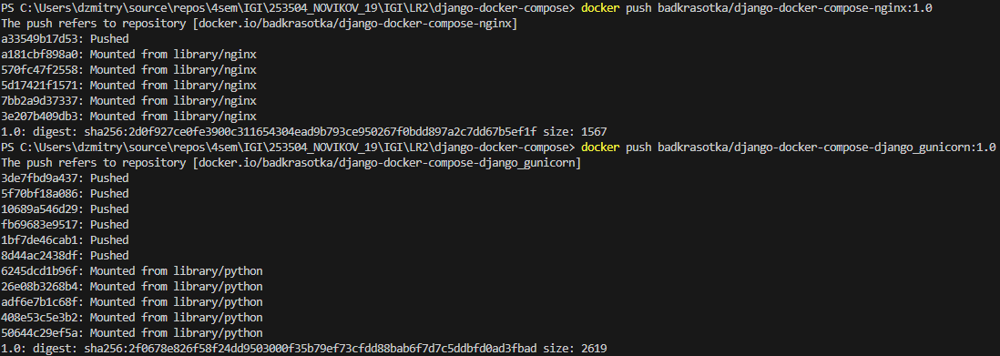 PS C:\Users\dzmitry\source\repos\4sem\IGI\253504_NOVIKOV_19\IGI\LR2\django-docker-compose> docker push badkrasotka/django-docker-compose-nginx:1.0
The push refers to repository [docker.io/badkrasotka/django-docker-compose-nginx]
a33549b17d53: Pushed
a181cbf898a0: Mounted from library/nginx
570fc47f2558: Mounted from library/nginx
5d17421f1571: Mounted from library/nginx
7bb2a9d37337: Mounted from library/nginx
3e207b409db3: Mounted from library/nginx
1.0: digest: sha256:2d0f927ce0fe3900c311654304ead9b793ce950267f0bdd897a2c7dd67b5ef1f size: 1567
PS C:\Users\dzmitry\source\repos\4sem\IGI\253504_NOVIKOV_19\IGI\LR2\django-docker-compose> docker push badkrasotka/django-docker-compose-django_gunicorn:1.0
The push refers to repository [docker.io/badkrasotka/django-docker-compose-django_gunicorn]
3de7fbd9a437: Pushed
5f70bf18a086: Pushed
10689a546d29: Pushed
fb69683e9517: Pushed
1bf7de46cab1: Pushed
8d44ac2438df: Pushed
6245dcd1b96f: Mounted from library/python
26e08b3268b4: Mounted from library/python
adf6e7b1c68f: Mounted from library/python
408e53c5e3b2: Mounted from library/python
50644c29ef5a: Mounted from library/python
1.0: digest: sha256:2f0678e826f58f24dd9503000f35b79ef73cfdd88bab6f7d7c5ddbfd0ad3fbad size: 2619